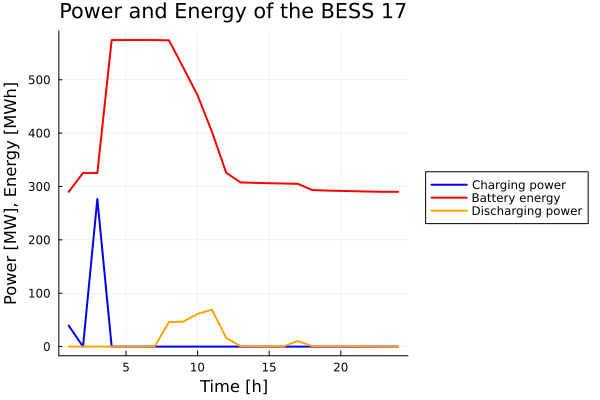 Power and Energy of the BESS 17
Power [MW], Energy [MWh]
500
400
300
200
100
0
5
10
15
20
Time [h]
Charging power
Battery energy
Discharging power